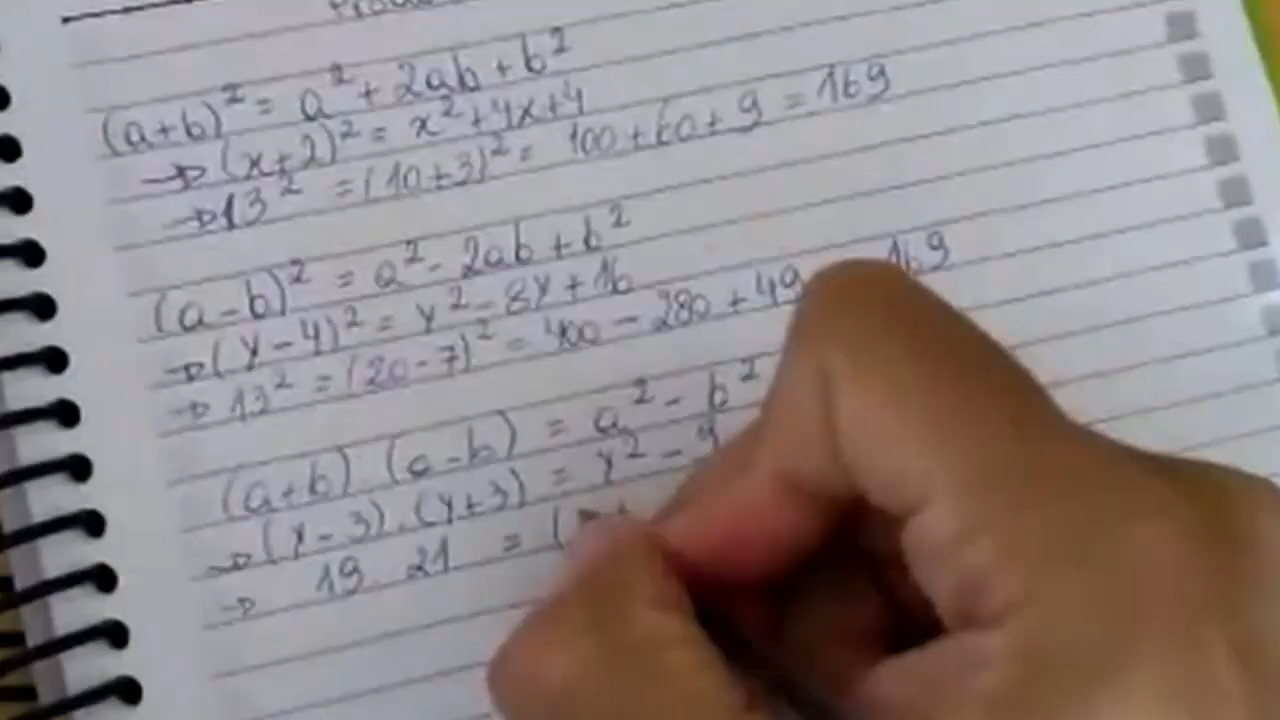 (a+b)² = a² + 2ab + b²
→ (x+2)² = x² + 4x + 4
→ 13² = (10+3)² = 100 + 60 + 9 = 169
(a-b)² = a² - 2ab + b²
→ (y-4)² = y² - 8y + 16
→ 13² = (20-7)² = 400 - 280 + 49 169
(a+b) (a-b) = a² - b²
→ (y-3).(y+3) = y² - 9
→ 19. 21 = (